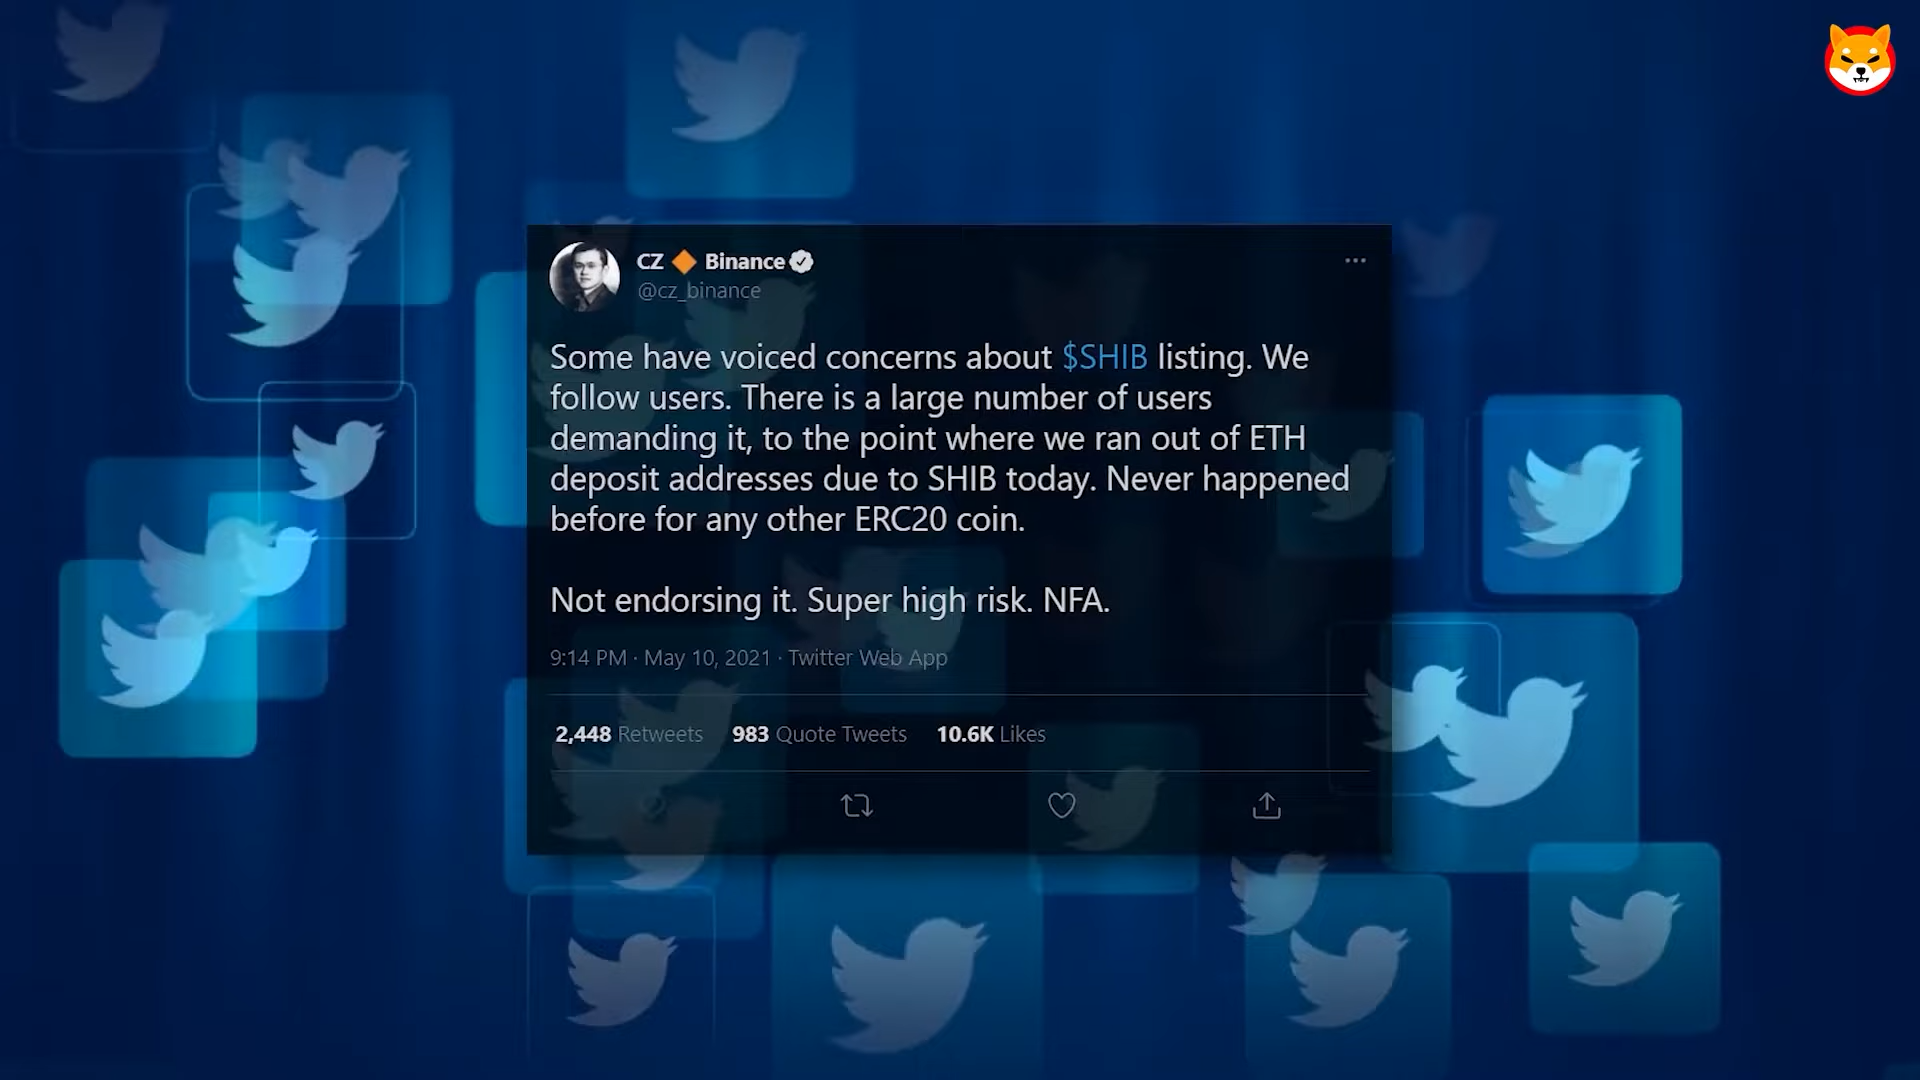 CZ 🔶 Binance
@cz_binance
Some have voiced concerns about $SHIB listing. We
follow users. There is a large number of users
demanding it, to the point where we ran out of ETH
deposit addresses due to SHIB today. Never happened
before for any other ERC20 coin.
Not endorsing it. Super high risk. NFA.
9:14 PM · May 10, 2021 · Twitter Web App
2,448 Retweets 983 Quote Tweets 10.6K Likes